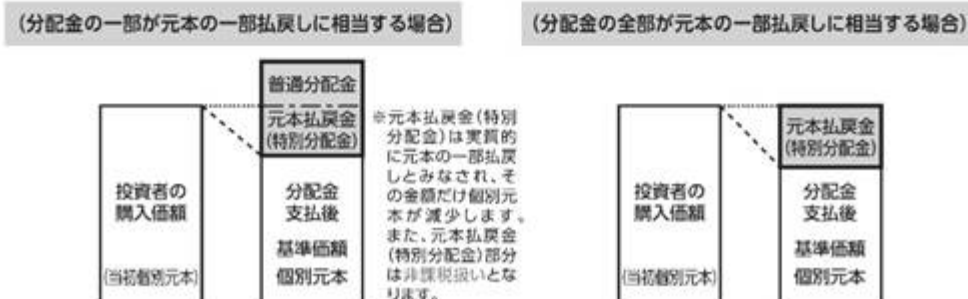 (分配金の一部が元本の一部払戻しに相当する場合)
普通分配金
元本払戻金
(特別分配金)
投資者の
購入価額
(当初個別元本)
分配金
支払後
基準価額
個別元本
※元本払戻金(特別
分配金)は実質的
に元本の一部払戻
しとみなされ、そ
の金額だけ個別元
本が減少します。
また、元本払戻金
(特別分配金)部分
は非課税扱いとな
ります。
(分配金の全部が元本の一部払戻しに相当する場合)
元本払戻金
(特別分配金)
投資者の
購入価額
(当初個別元本)
分配金
支払後
基準価額
個別元本